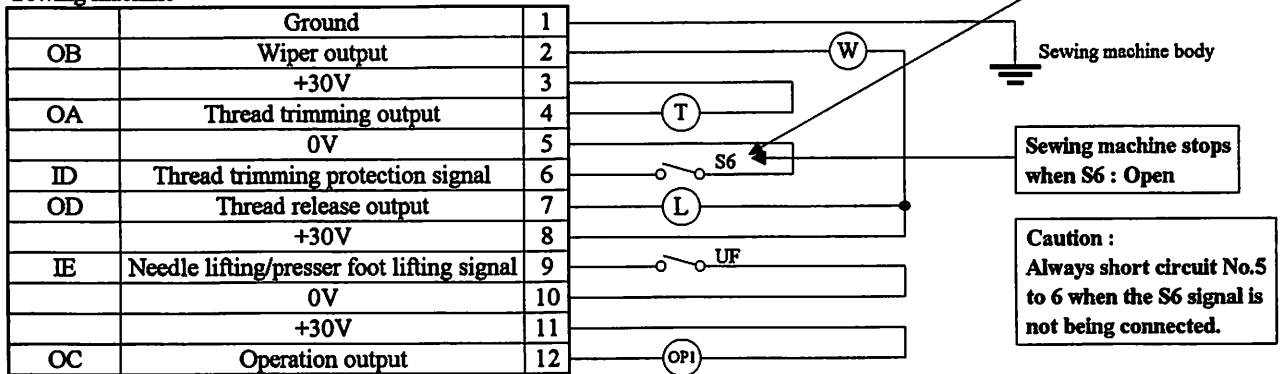 Ground 1
OB Wiper output 2
+30V 3
OA Thread trimming output 4
0V 5
ID Thread trimming protection signal 6
OD Thread release output 7
+30V 8
IE Needle lifting/presser foot lifting signal 9
0V 10
+30V 11
OC Operation output 12
W
T
S6
L
UF
OP1
Sewing machine body
Sewing machine stops
when S6 : Open
Caution :
Always short circuit No.5
to 6 when the S6 signal is
not being connected.